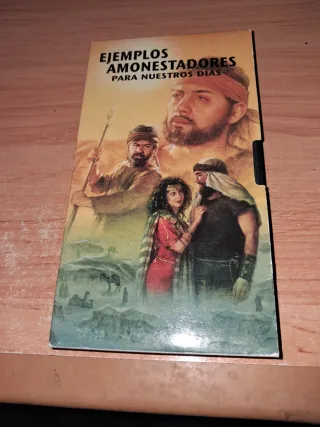 EJEMPLOS
AMONESTADORES
PARA NUESTROS DÍAS